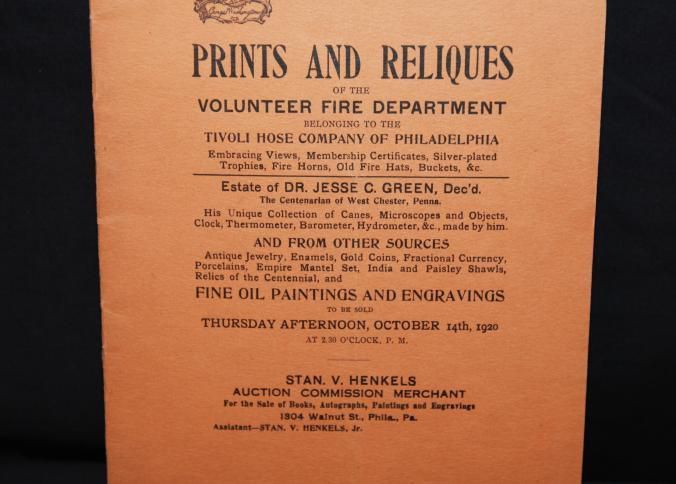 George Washington
PRINTS AND RELIQUES
OF THE
VOLUNTEER FIRE DEPARTMENT
BELONGING TO THE
TIVOLI HOSE COMPANY OF PHILADELPHIA
Embracing Views, Membership Certificates, Silver-plated
Trophies, Fire Horns, Old Fire Hats, Buckets, &c.
Estate of DR. JESSE C. GREEN, Dec'd.
The Centenarian of West Chester, Penna.
His Unique Collection of Canes, Microscopes and Objects,
Clock, Thermometer, Barometer, Hydrometer, &c., made by him.
AND FROM OTHER SOURCES
Antique Jewelry, Enamels, Gold Coins, Fractional Currency,
Porcelains, Empire Mantel Set, India and Paisley Shawls,
Relics of the Centennial, and
FINE OIL PAINTINGS AND ENGRAVINGS
TO BE SOLD
THURSDAY AFTERNOON, OCTOBER 14th, 1920
AT 2.30 O'CLOCK, P. M.
STAN. V. HENKELS
AUCTION COMMISSION MERCHANT
For the Sale of Books, Autographs, Paintings and Engravings
1304 Walnut St., Phila., Pa.
Assistant—STAN. V. HENKELS, Jr.